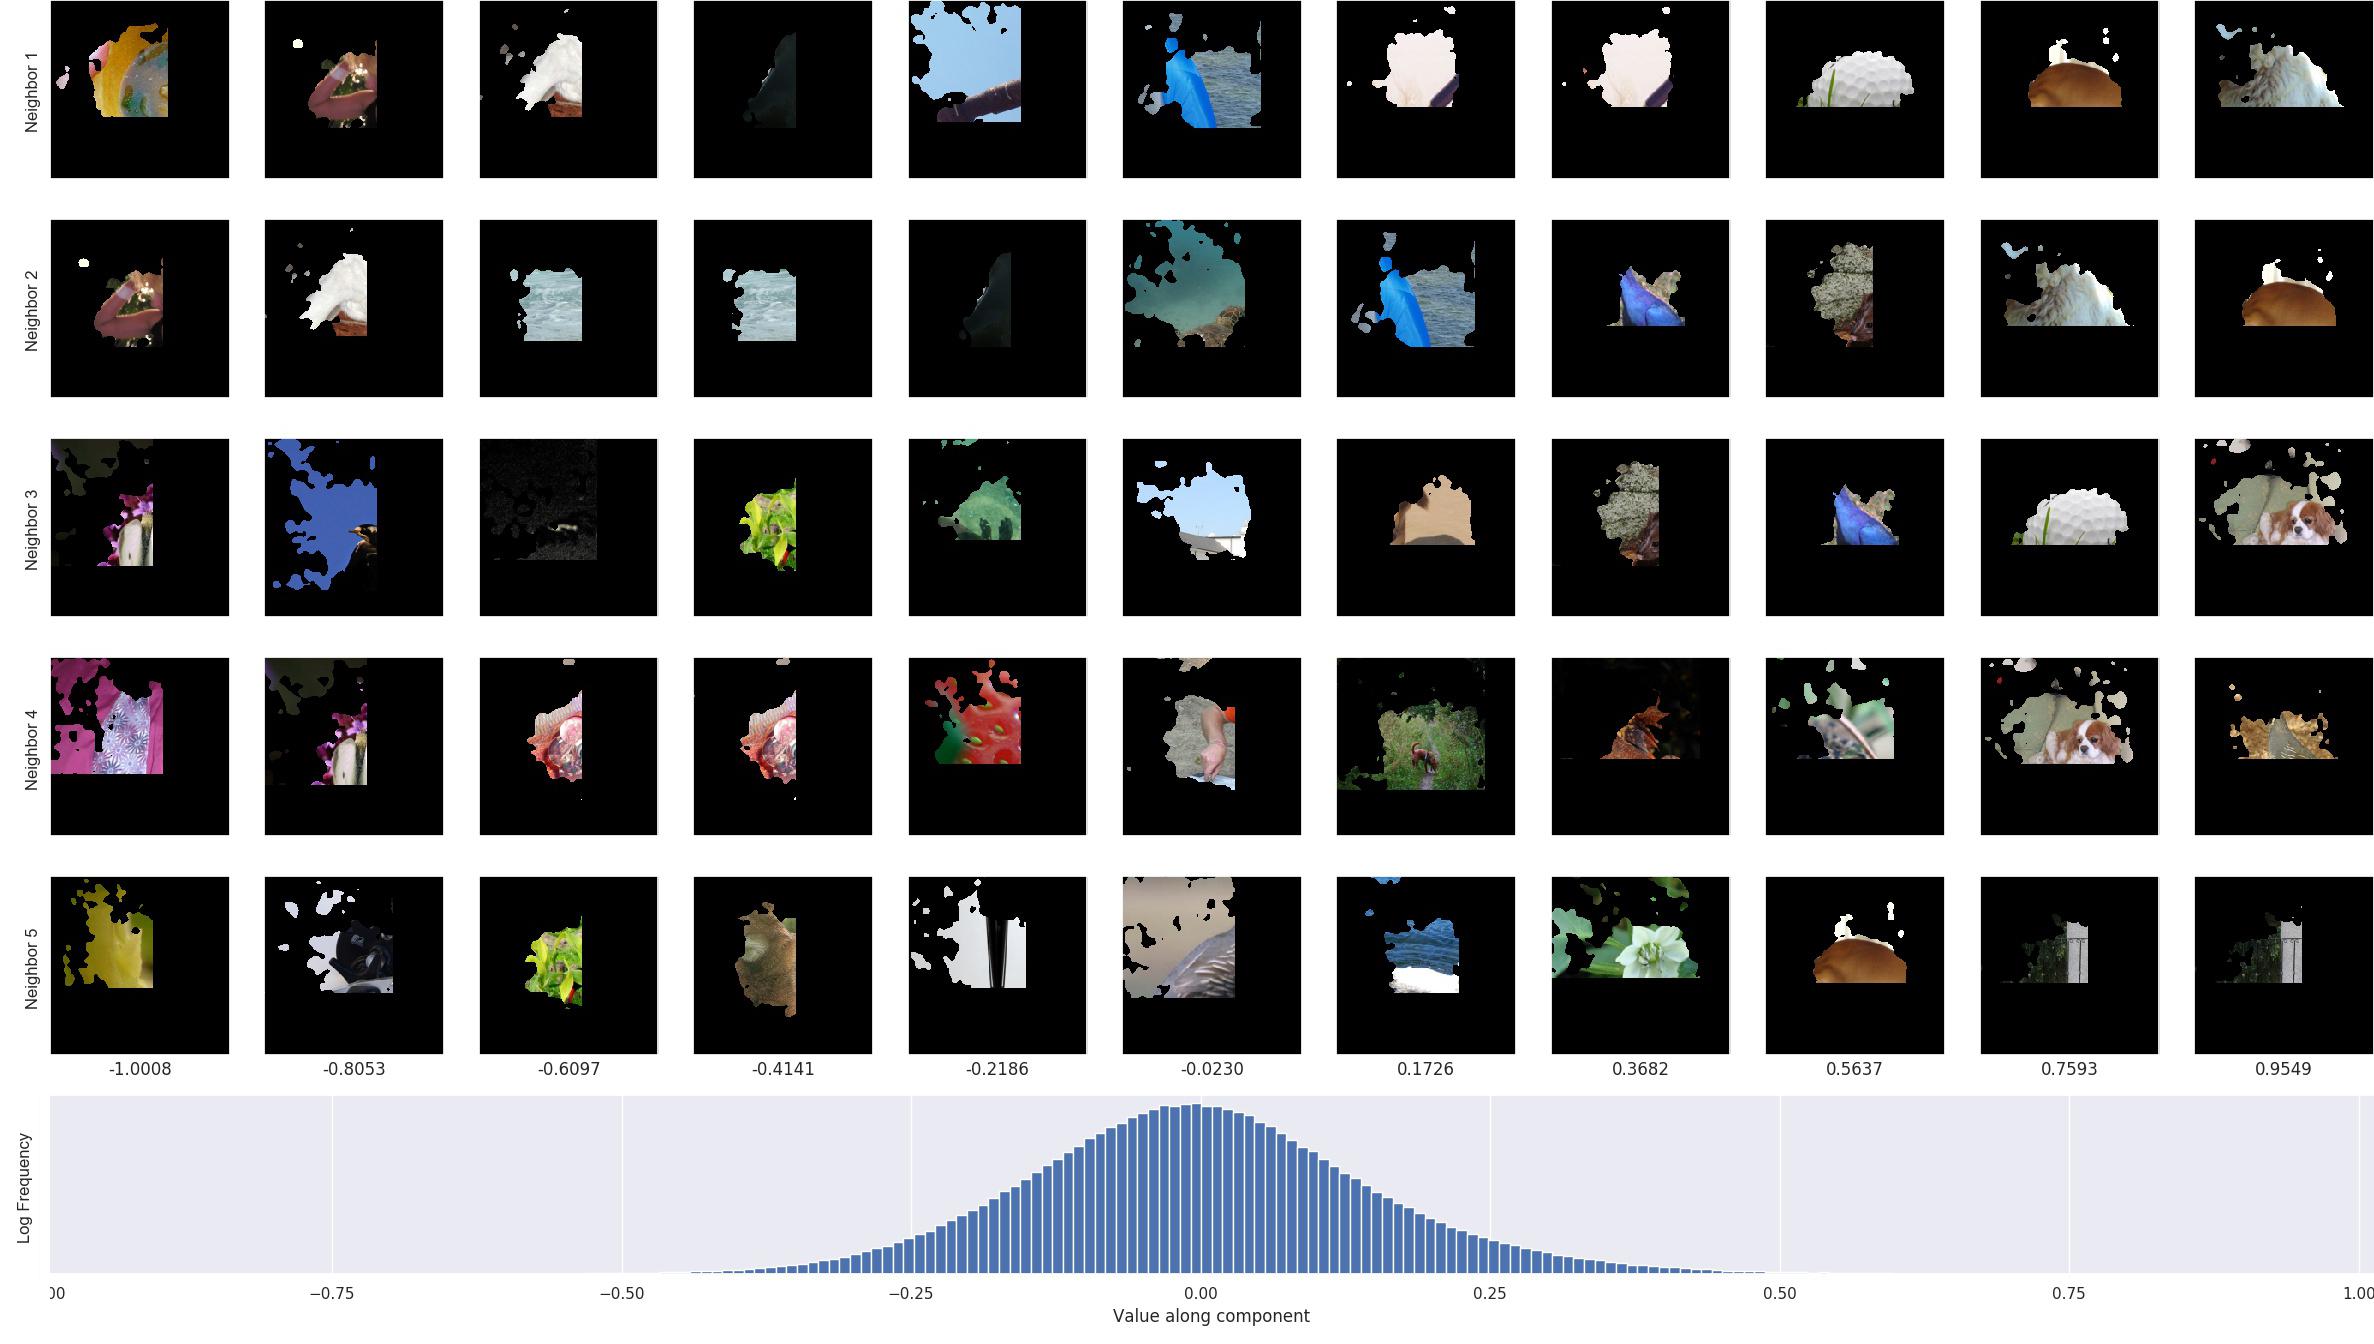 Neighbor 1
Neighbor 2
Neighbor 3
Neighbor 4
Neighbor 5
-1.0008 -0.8053 -0.6097 -0.4141 -0.2186 -0.0230 0.1726 0.3682 0.5637 0.7593 0.9549
Log Frequency
00 −0.75 −0.50 −0.25 0.00 0.25 0.50 0.75 1.00
Value along component